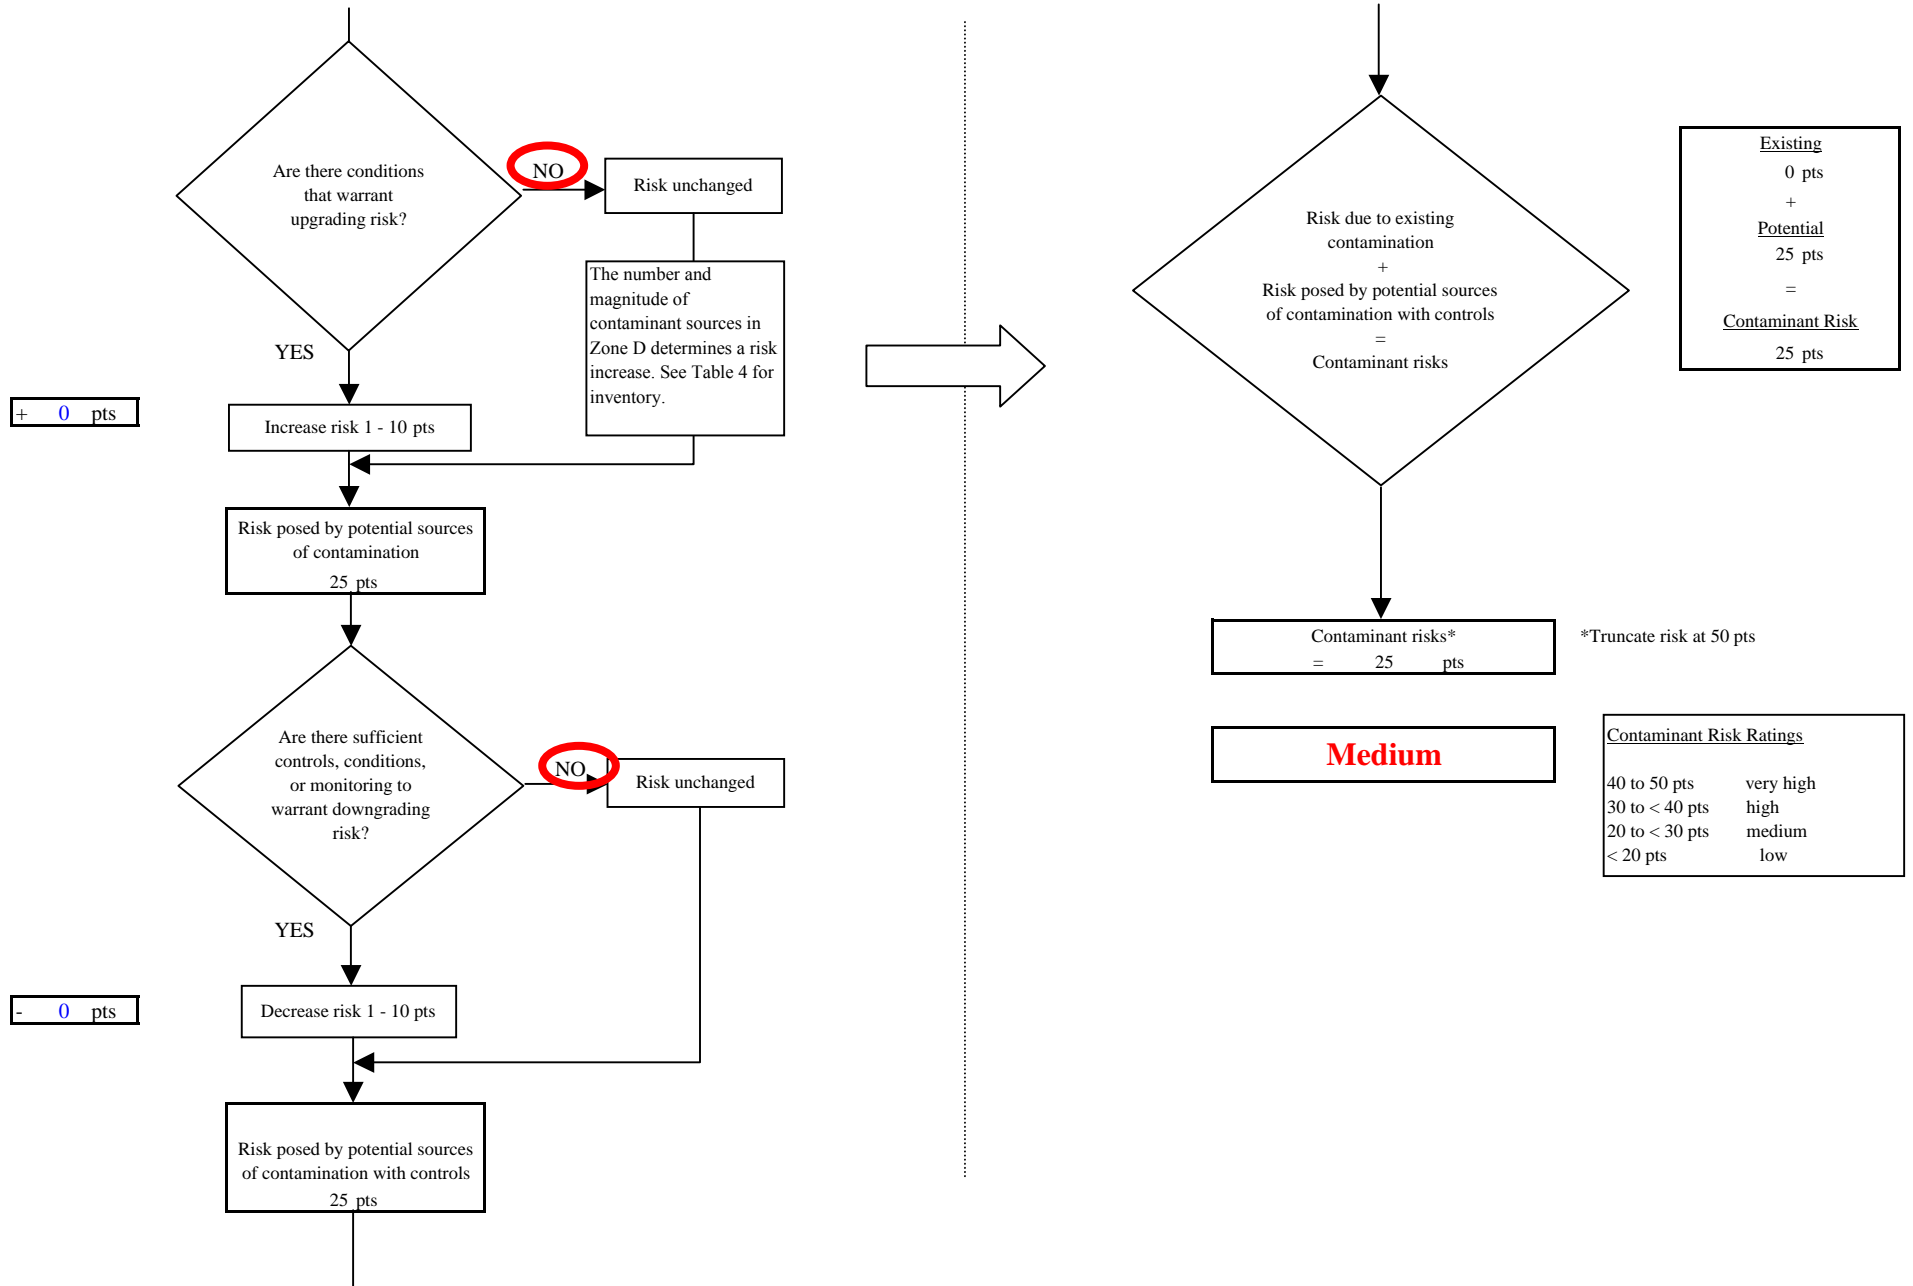 Are there conditions
that warrant
upgrading risk?
NO
Risk unchanged
The number and
magnitude of
contaminant sources in
Zone D determines a risk
increase. See Table 4 for
inventory.
YES
+ 0 pts
Increase risk 1 - 10 pts
Risk posed by potential sources
of contamination
25 pts
Are there sufficient
controls, conditions,
or monitoring to
warrant downgrading
risk?
NO
Risk unchanged
YES
- 0 pts
Decrease risk 1 - 10 pts
Risk posed by potential sources
of contamination with controls
25 pts
Risk due to existing
contamination
+
Risk posed by potential sources
of contamination with controls
=
Contaminant risks
Existing
0 pts
+
Potential
25 pts
=
Contaminant Risk
25 pts
Contaminant risks*
= 25 pts
*Truncate risk at 50 pts
Medium
Contaminant Risk Ratings
40 to 50 pts very high
30 to < 40 pts high
20 to < 30 pts medium
< 20 pts low